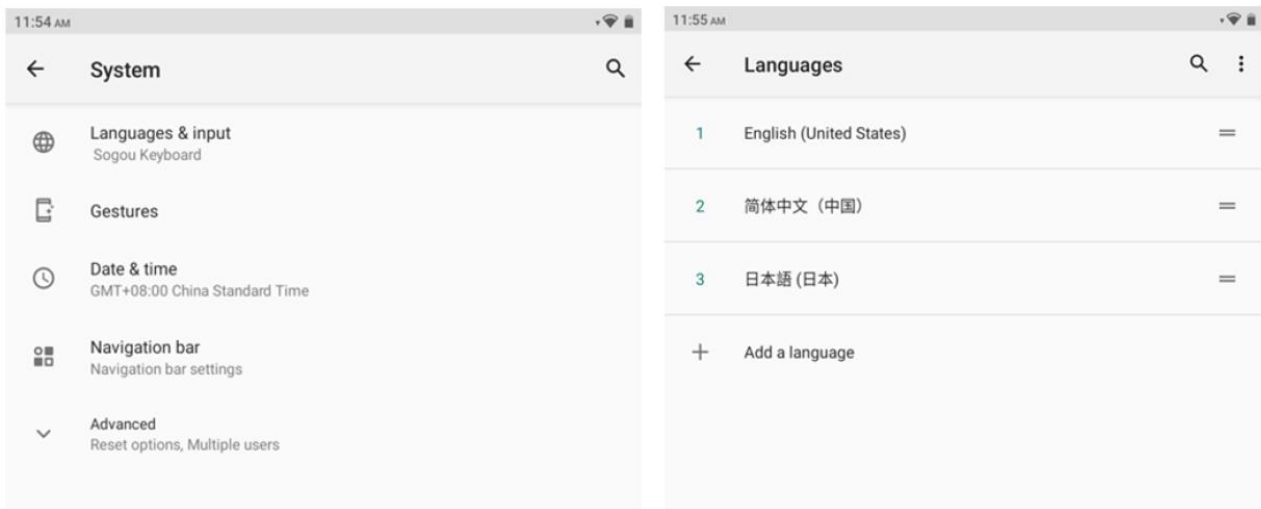 11:54 AM
System
Languages & input
Sogou Keyboard
Gestures
Date & time
GMT+08:00 China Standard Time
Navigation bar
Navigation bar settings
Advanced
Reset options, Multiple users
11:55 AM
Languages
1 English (United States)
2 简体中文（中国）
3 日本語 (日本)
Add a language